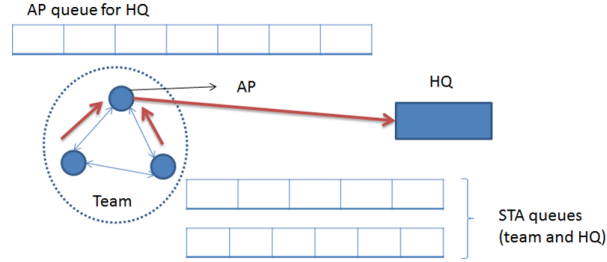 AP queue for HQ
AP
HQ
Team
STA queues
(team and HQ)